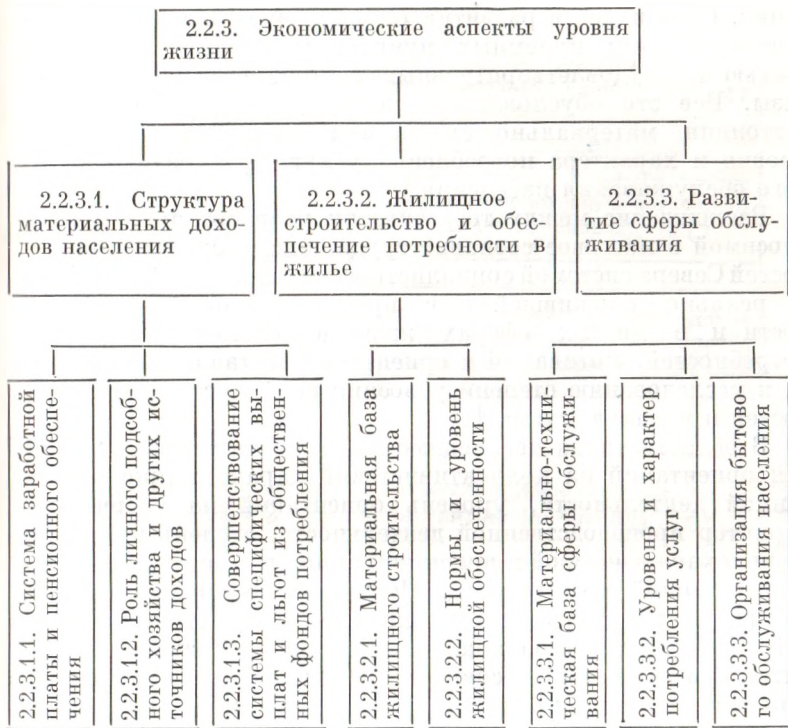 2.2.3. Экономические аспекты уровня
жизни
2.2.3.1. Структура
материальных дохо-
дов населения
2.2.3.2. Жилищное
строительство и обес-
печение потребности в
жилье
2.2.3.3. Разви-
тие сферы обслу-
живания
2.2.3.1.1. Система заработной
платы и пенсионного обеспе-
чения
2.2.3.1.2. Роль личного подсоб-
ного хозяйства и других ис-
точников доходов
2.2.3.1.3. Совершенствование
системы специфических вы-
плат и льгот из обществен-
ных фондов потребления
2.2.3.2.1. Материальная база
жилищного строительства
2.2.3.2.2. Нормы и уровень
жилищной обеспеченности
2.2.3.3.1. Материально-техни
ческая база сферы обслужи
вания
2.2.3.3.2. Уровень и характер
потребления услуг
2.2.3.3.3. Организация бытово-
го обслуживания населения